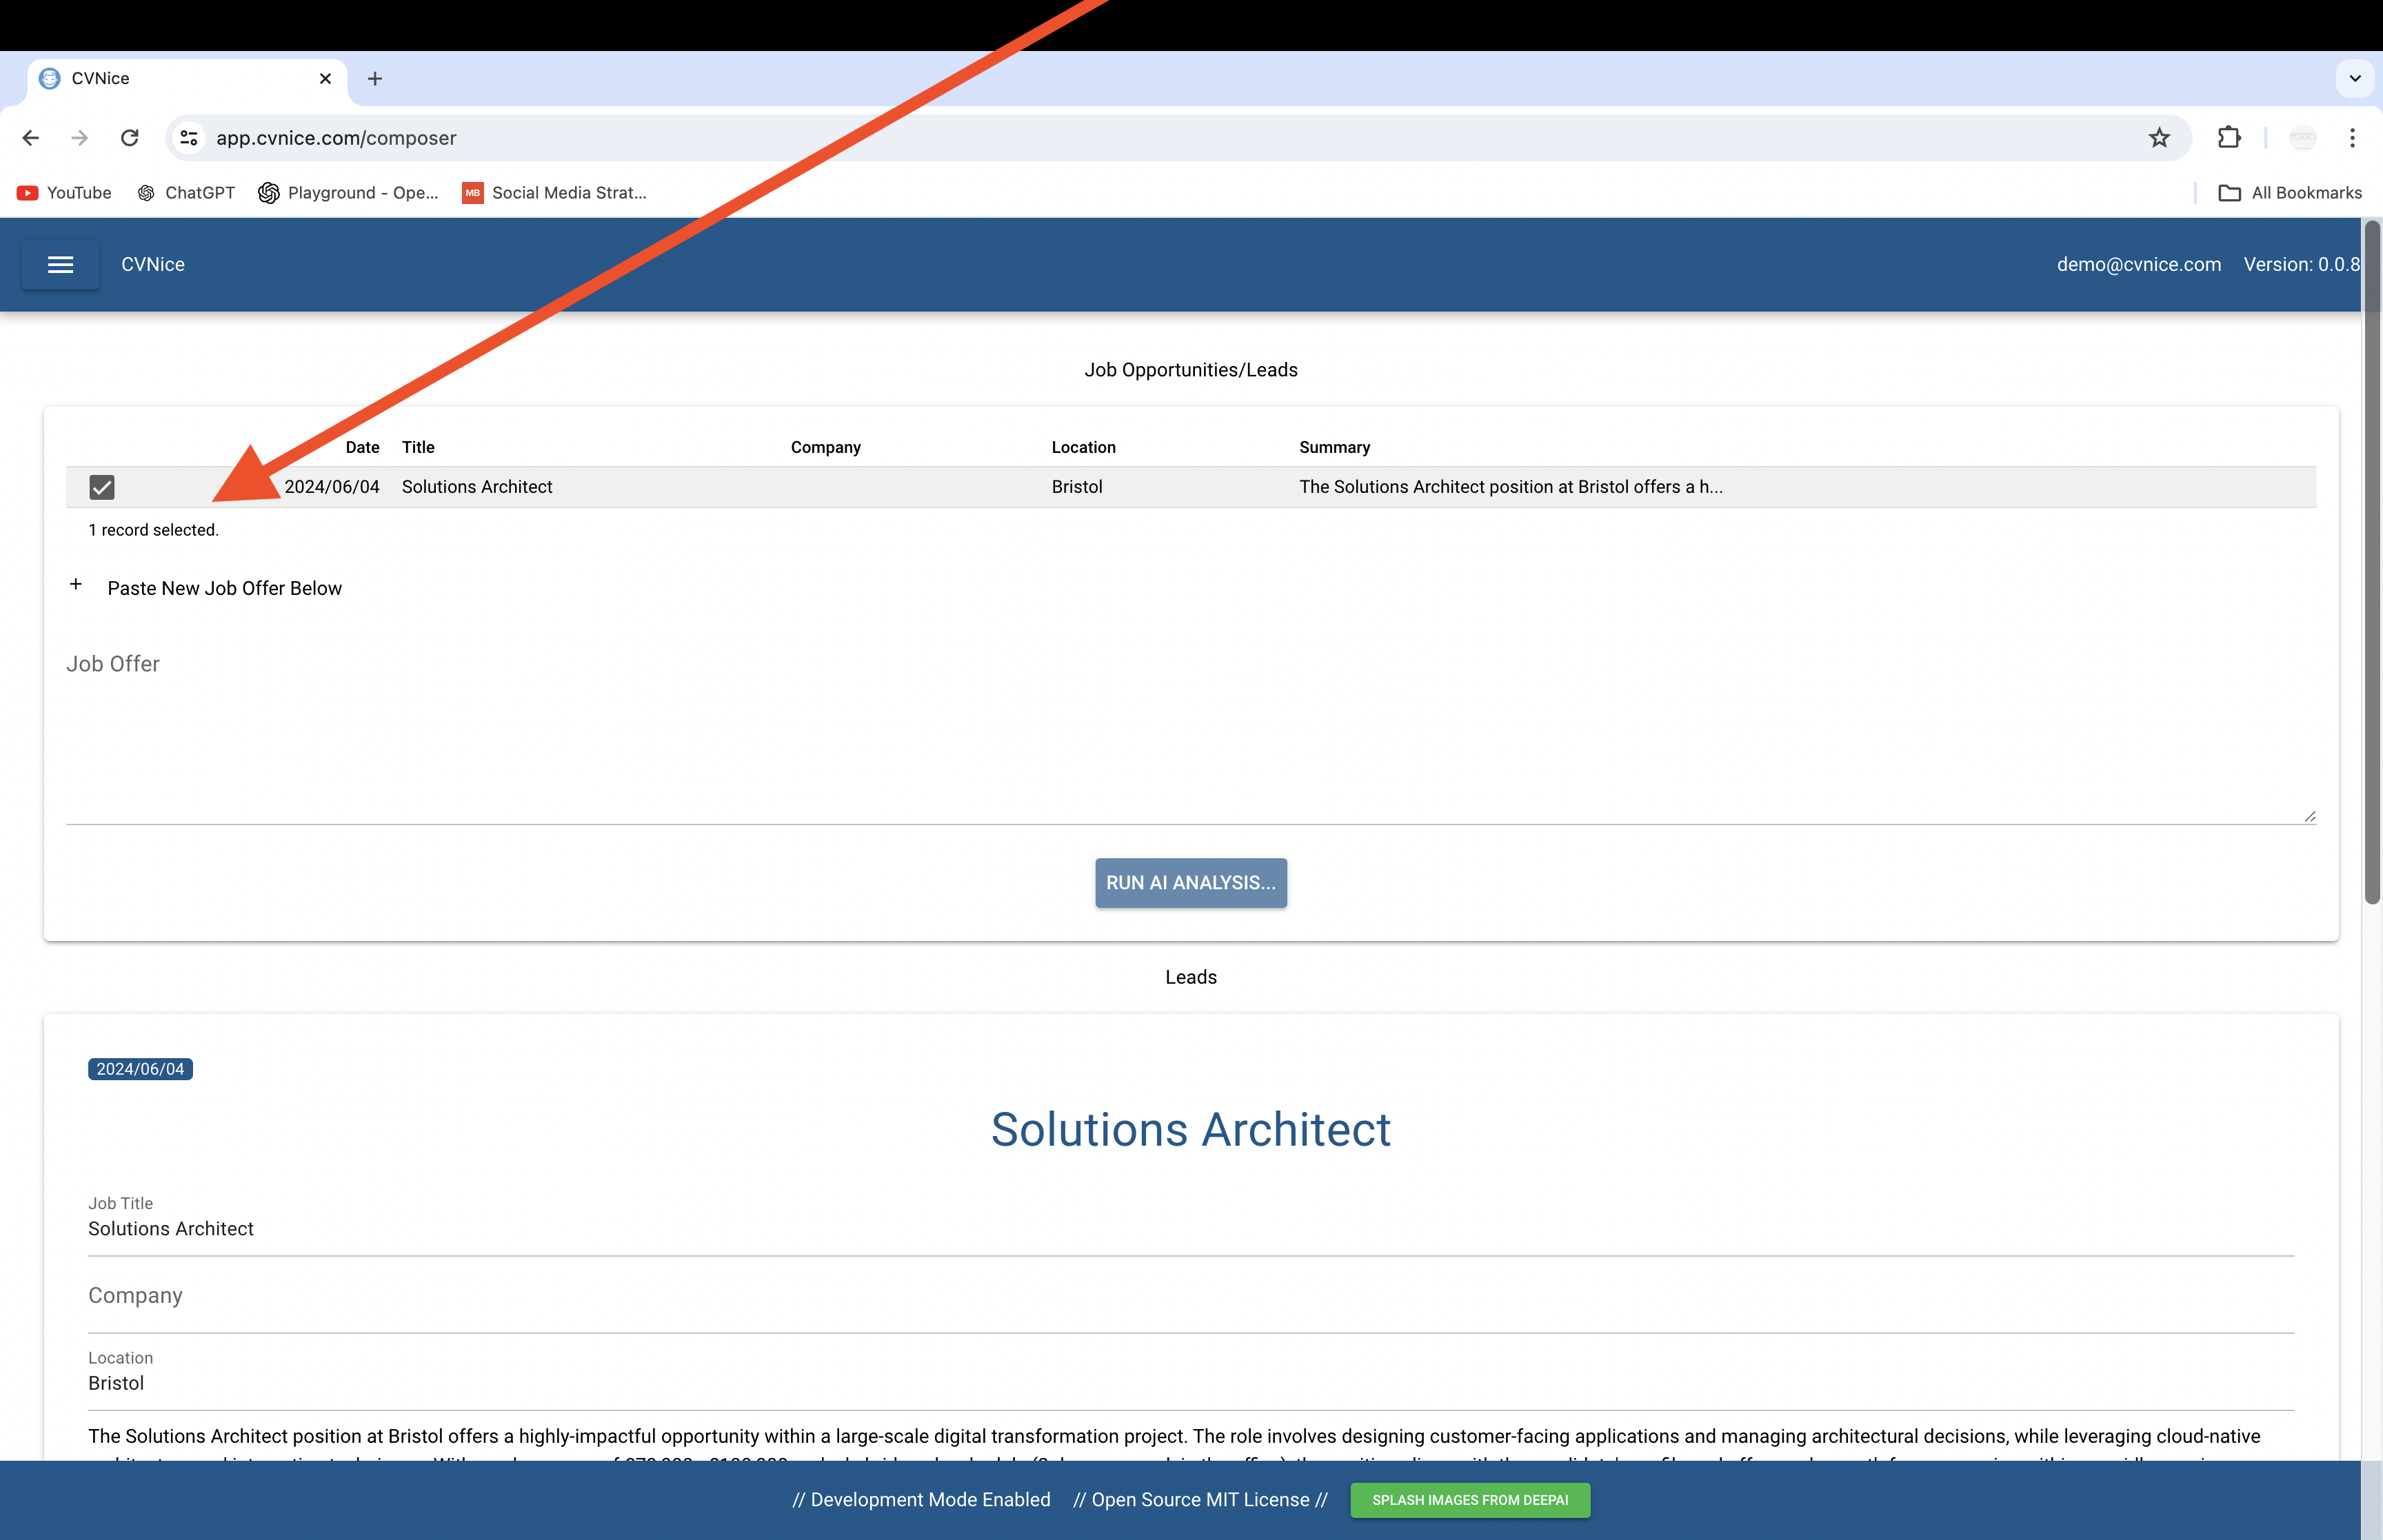 CVNice
app.cvnice.com/composer
YouTube ChatGPT Playground - Ope... MB Social Media Strat... All Bookmarks
CVNice demo@cvnice.com Version: 0.0.8
Job Opportunities/Leads
Date Title Company Location Summary
2024/06/04 Solutions Architect Bristol The Solutions Architect position at Bristol offers a h...
1 record selected.
+ Paste New Job Offer Below
Job Offer
RUN AI ANALYSIS...
Leads
2024/06/04
Solutions Architect
Job Title
Solutions Architect
Company
Location
Bristol
The Solutions Architect position at Bristol offers a highly-impactful opportunity within a large-scale digital transformation project. The role involves designing customer-facing applications and managing architectural decisions, while leveraging cloud-native
// Development Mode Enabled // Open Source MIT License // SPLASH IMAGES FROM DEEPAI